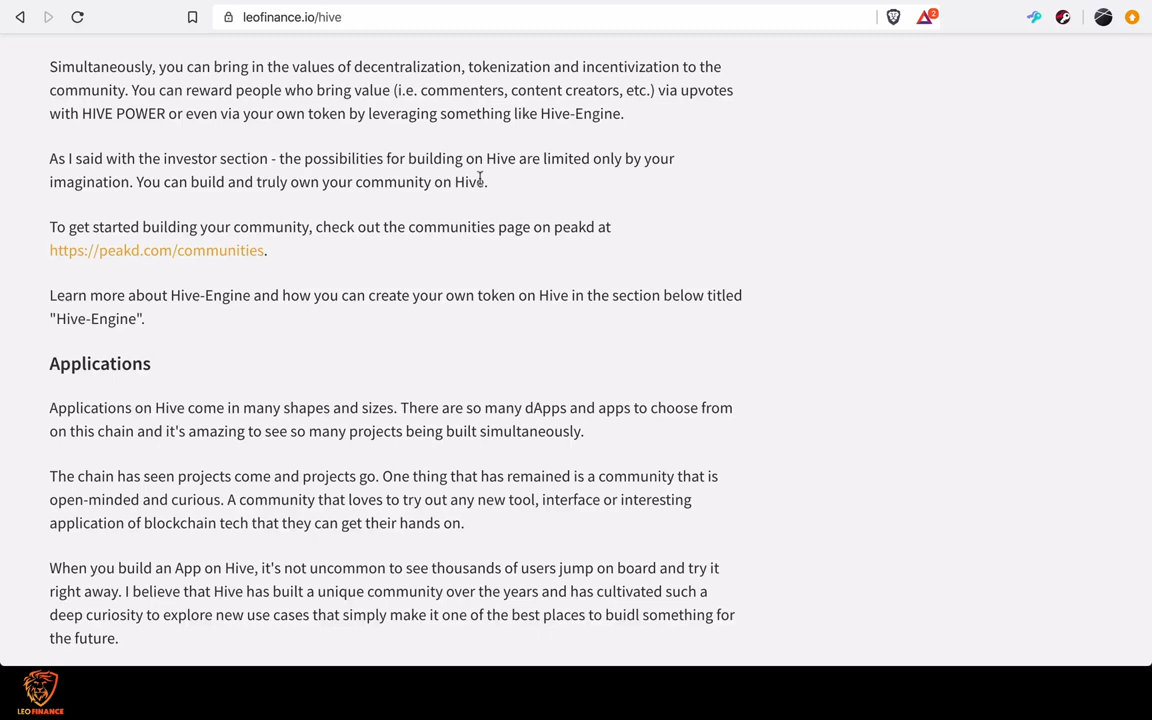 leofinance.io/hive
2
Simultaneously, you can bring in the values of decentralization, tokenization and incentivization to the
community. You can reward people who bring value (i.e. commenters, content creators, etc.) via upvotes
with HIVE POWER or even via your own token by leveraging something like Hive-Engine.
As I said with the investor section - the possibilities for building on Hive are limited only by your
imagination. You can build and truly own your community on Hive.
To get started building your community, check out the communities page on peakd at
https://peakd.com/communities.
Learn more about Hive-Engine and how you can create your own token on Hive in the section below titled
"Hive-Engine".
Applications
Applications on Hive come in many shapes and sizes. There are so many dApps and apps to choose from
on this chain and it's amazing to see so many projects being built simultaneously.
The chain has seen projects come and projects go. One thing that has remained is a community that is
open-minded and curious. A community that loves to try out any new tool, interface or interesting
application of blockchain tech that they can get their hands on.
When you build an App on Hive, it's not uncommon to see thousands of users jump on board and try it
right away. I believe that Hive has built a unique community over the years and has cultivated such a
deep curiosity to explore new use cases that simply make it one of the best places to buidl something for
the future.
LEOFINANCE